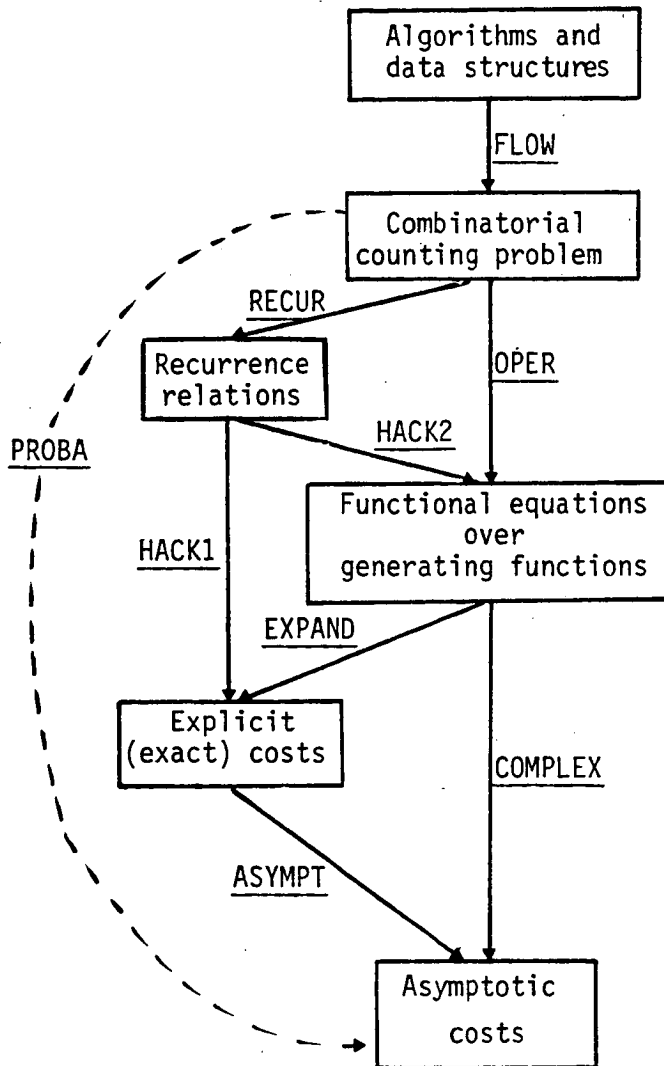 Algorithms and
data structures
FLOW
Combinatorial
counting problem
RECUR
OPER
Recurrence
relations
HACK2
PROBA
Functional equations
over
generating functions
HACK1
EXPAND
Explicit
(exact) costs
COMPLEX
ASYMPT
Asymptotic
costs